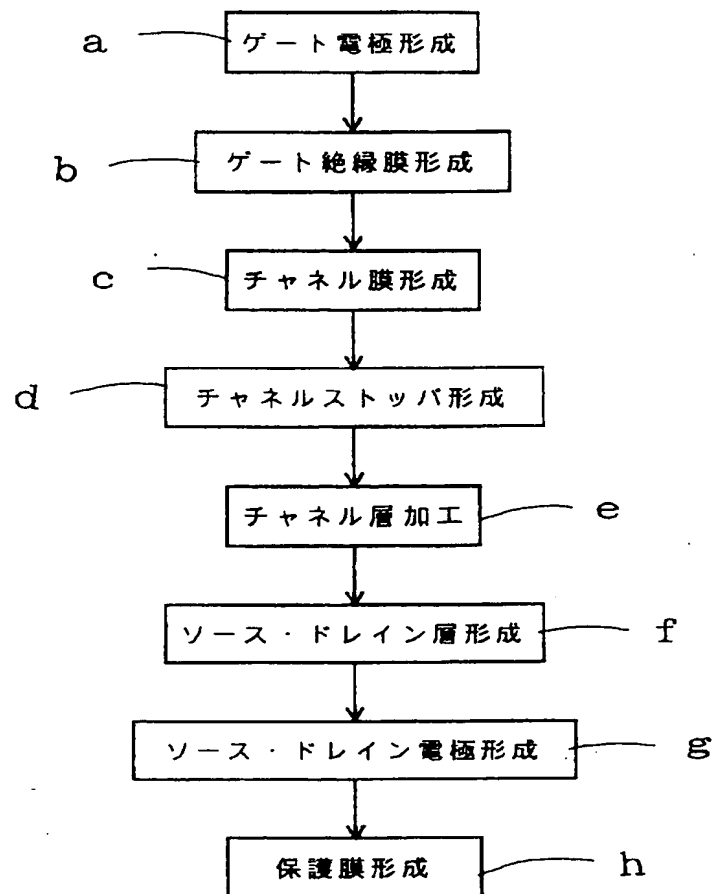 a ゲート電極形成
b ゲート絶縁膜形成
c チャネル膜形成
d チャネルストッパ形成
チャネル層加工 e
ソース・ドレイン層形成 f
ソース・ドレイン電極形成 g
保護膜形成 h